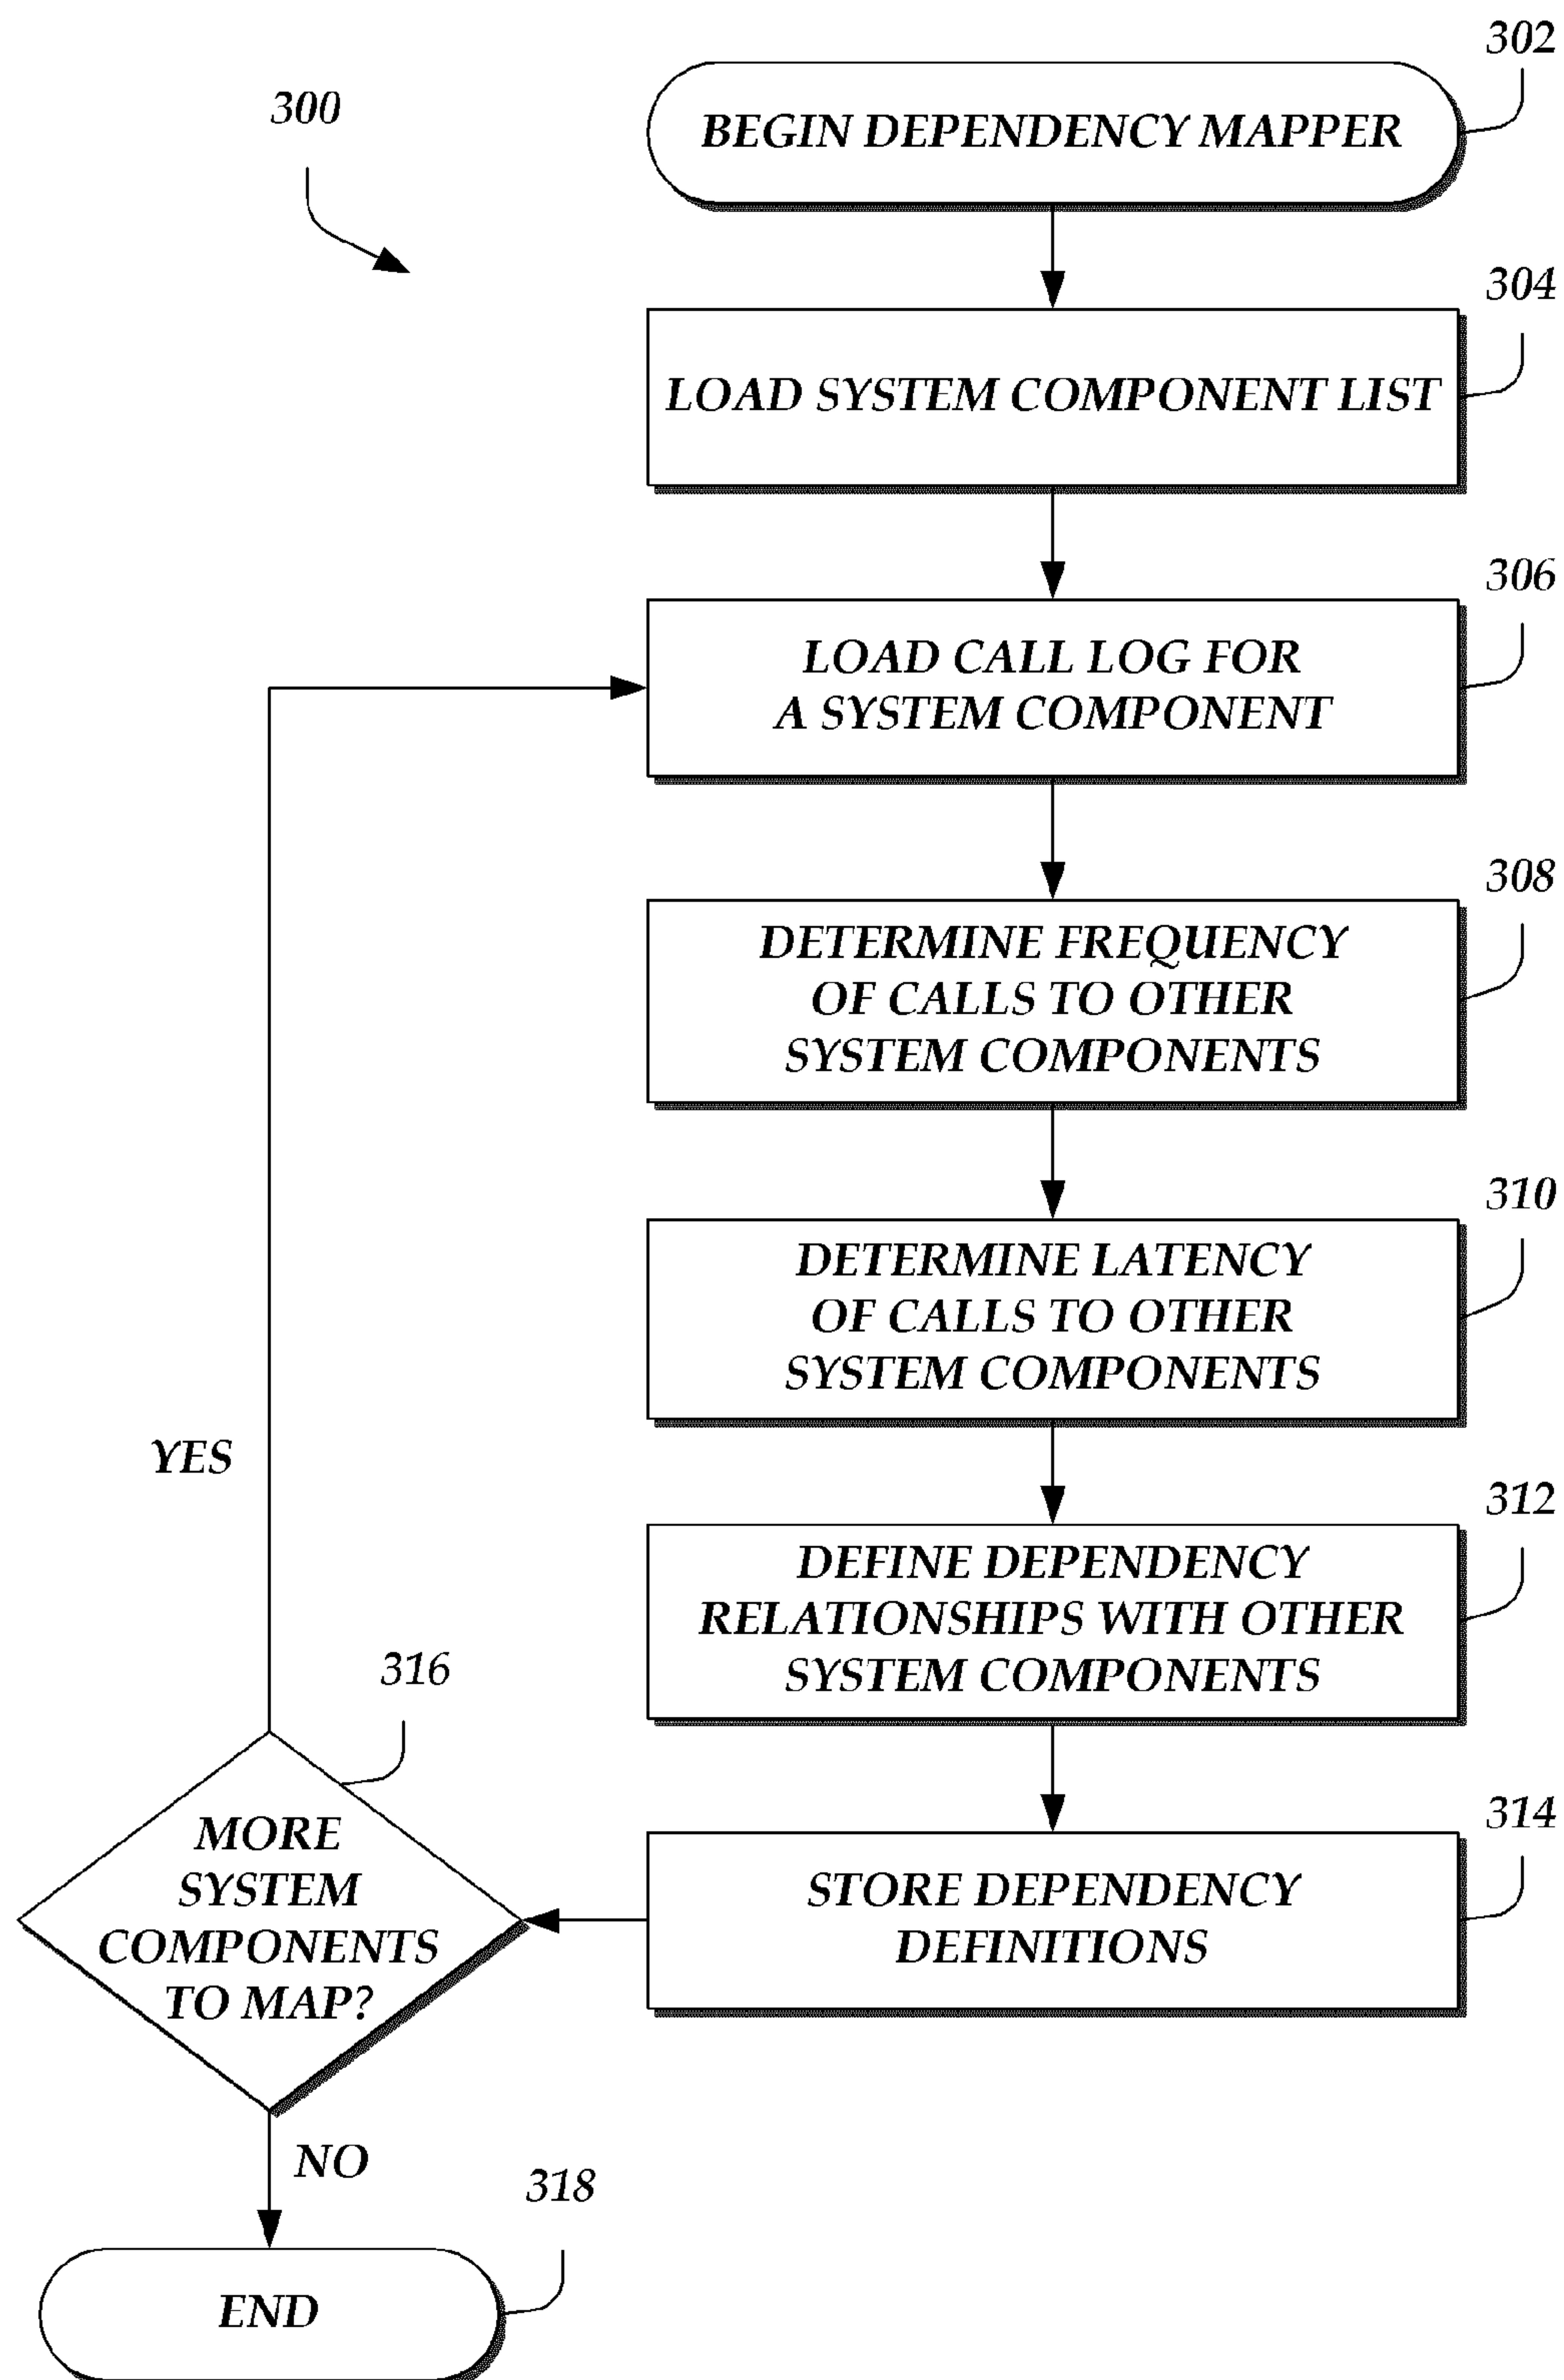 302
300
BEGIN DEPENDENCY MAPPER
304
LOAD SYSTEM COMPONENT LIST
306
LOAD CALL LOG FOR
A SYSTEM COMPONENT
308
DETERMINE FREQUENCY
OF CALLS TO OTHER
SYSTEM COMPONENTS
310
DETERMINE LATENCY
OF CALLS TO OTHER
SYSTEM COMPONENTS
YES
312
DEFINE DEPENDENCY
RELATIONSHIPS WITH OTHER
SYSTEM COMPONENTS
316
314
STORE DEPENDENCY
DEFINITIONS
MORE
SYSTEM
COMPONENTS
TO MAP?
NO
318
END